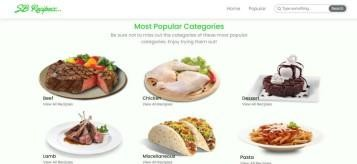 SB Recipes...
Home Popular Type something... Search
Most Popular Categories
Be sure not to miss out the categories of these most popular
categories. Enjoy trying them out!
Beef Chicken Dessert
View All Recipes View All Recipes View All Recipes
Lamb Miscellaneous Pasta
View All Recipes View All Recipes View All Recipes